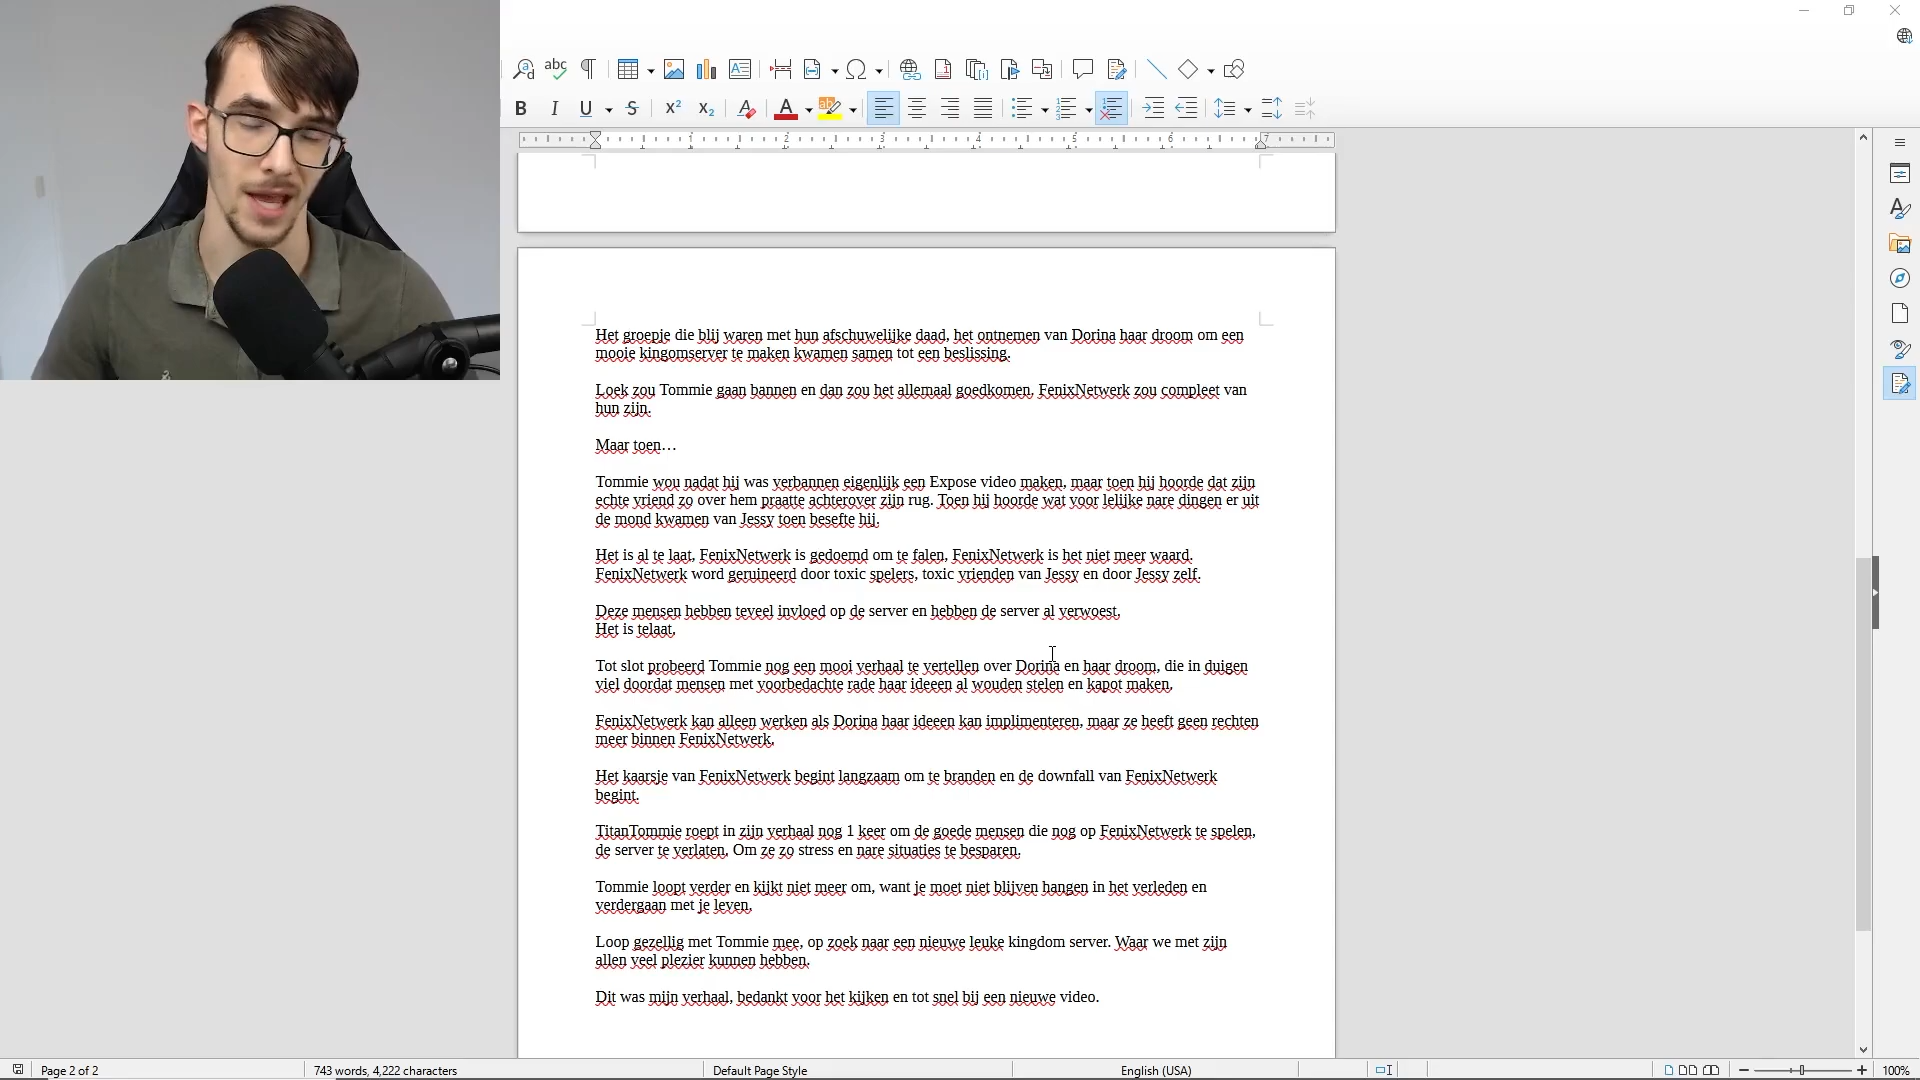 Het groepje die blij waren met hun afschuwelijke daad, het ontnemen van Dorina haar droom om een
mooie kingomserver te maken kwamen samen tot een beslissing.
Loek zou Tommie gaan bannen en dan zou het allemaal goedkomen. FenixNetwerk zou compleet van
hun zijn.
Maar toen…
Tommie wou nadat hij was verbannen eigenlijk een Expose video maken, maar toen hij hoorde dat zijn
echte vriend zo over hem praatte achterover zijn rug. Toen hij hoorde wat voor lelijke nare dingen er uit
de mond kwamen van Jessy toen besefte hij.
Het is al te laat, FenixNetwerk is gedoemd om te falen, FenixNetwerk is het niet meer waard.
FenixNetwerk word geruineerd door toxic spelers, toxic vrienden van Jessy en door Jessy zelf.
Deze mensen hebben teveel invloed op de server en hebben de server al verwoest.
Het is telaat,
Tot slot probeerd Tommie nog een mooi verhaal te vertellen over Dorina en haar droom, die in duigen
viel doordat mensen met voorbedachte rade haar ideeen al wouden stelen en kapot maken,
FenixNetwerk kan alleen werken als Dorina haar ideeen kan implimenteren, maar ze heeft geen rechten
meer binnen FenixNetwerk,
Het kaarsje van FenixNetwerk begint langzaam om te branden en de downfall van FenixNetwerk
begint.
TitanTommie roept in zijn verhaal nog 1 keer om de goede mensen die nog op FenixNetwerk te spelen,
de server te verlaten, Om ze zo stress en nare situaties te besparen.
Tommie loopt verder en kijkt niet meer om, want je moet niet blijven hangen in het verleden en
verdergaan met je leven,
Loop gezellig met Tommie mee, op zoek naar een nieuwe leuke kingdom server. Waar we met zijn
allen veel plezier kunnen hebben.
Dit was mijn verhaal, bedankt voor het kijken en tot snel bij een nieuwe video.
Page 2 of 2
743 words, 4,222 characters
Default Page Style
English (USA)
100%